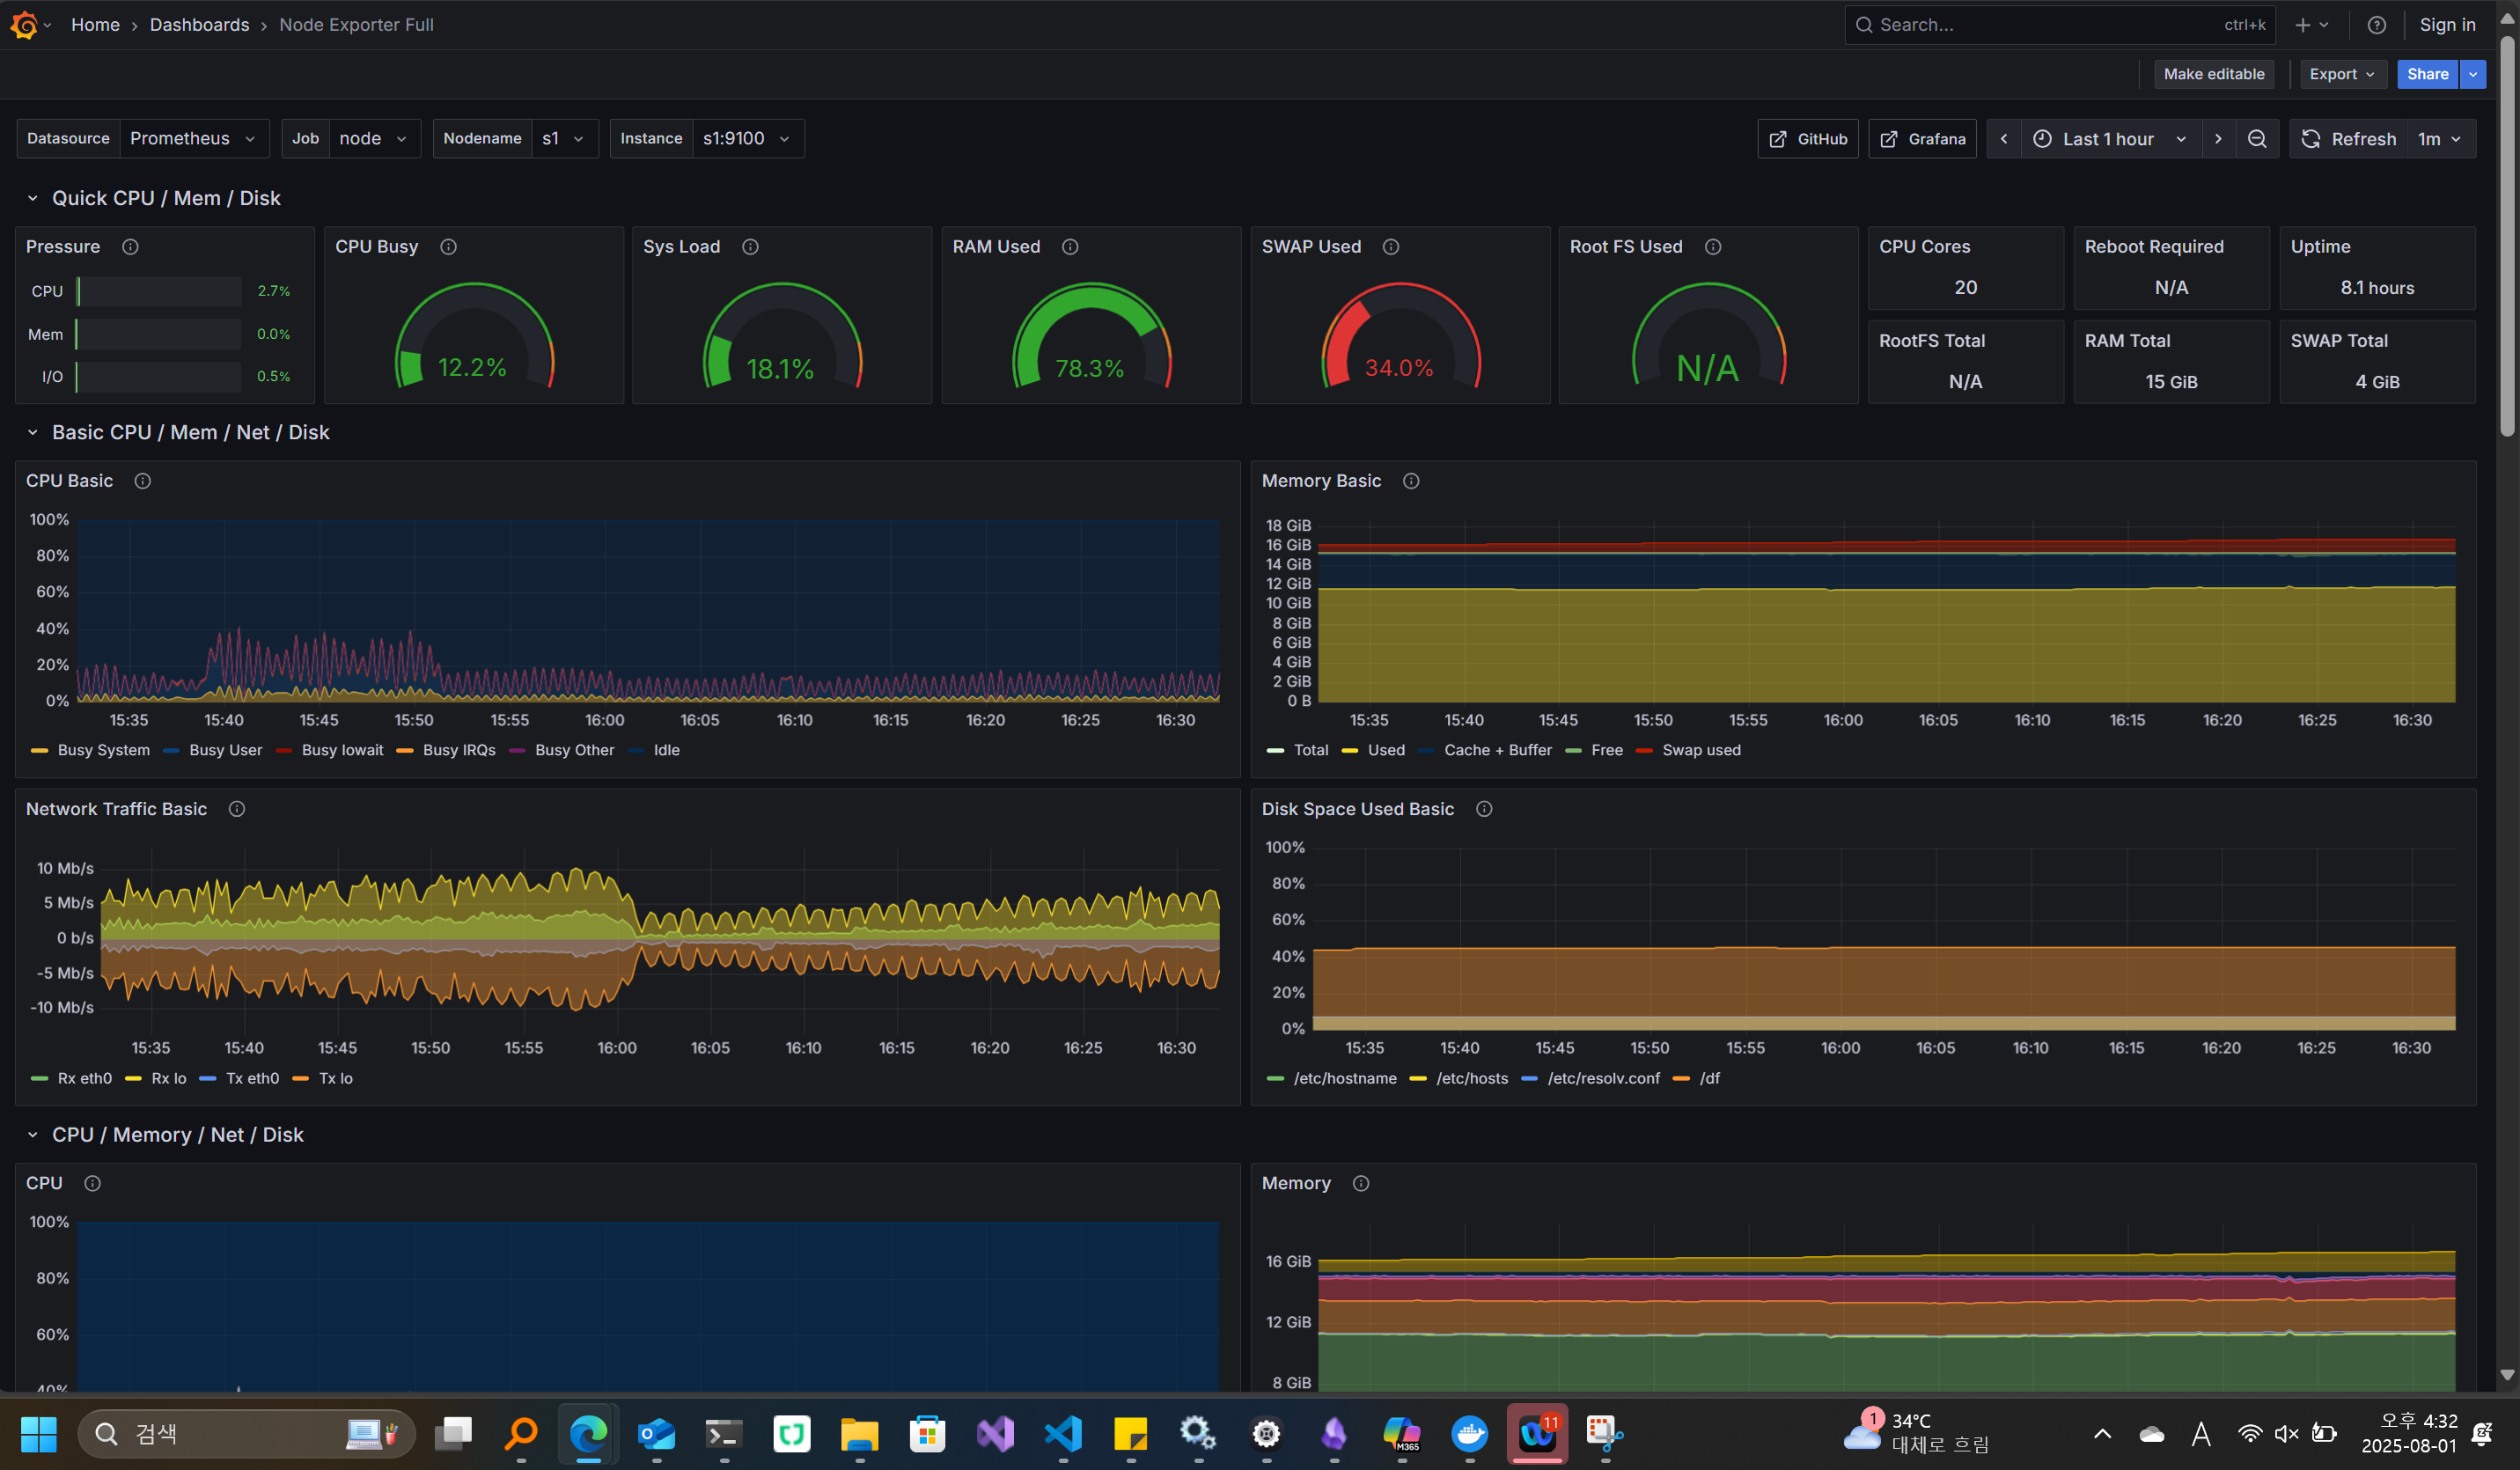 Home › Dashboards › Node Exporter Full
Search...
ctrl+k
Sign in
Make editable
Export
Share
Datasource
Prometheus
Job
node
Nodename
s1
Instance
s1:9100
GitHub
Grafana
Last 1 hour
Refresh
1m
Quick CPU / Mem / Disk
Pressure
CPU
2.7%
Mem
0.0%
I/O
0.5%
CPU Busy
12.2%
Sys Load
18.1%
RAM Used
78.3%
SWAP Used
34.0%
Root FS Used
N/A
CPU Cores
20
Reboot Required
N/A
Uptime
8.1 hours
RootFS Total
N/A
RAM Total
15 GiB
SWAP Total
4 GiB
Basic CPU / Mem / Net / Disk
CPU Basic
100%
80%
60%
40%
20%
0%
15:35 15:40 15:45 15:50 15:55 16:00 16:05 16:10 16:15 16:20 16:25 16:30
Busy System Busy User Busy Iowait Busy IRQs Busy Other Idle
Memory Basic
18 GiB
16 GiB
14 GiB
12 GiB
10 GiB
8 GiB
6 GiB
4 GiB
2 GiB
0 B
15:35 15:40 15:45 15:50 15:55 16:00 16:05 16:10 16:15 16:20 16:25 16:30
Total Used Cache + Buffer Free Swap used
Network Traffic Basic
10 Mb/s
5 Mb/s
0 b/s
-5 Mb/s
-10 Mb/s
15:35 15:40 15:45 15:50 15:55 16:00 16:05 16:10 16:15 16:20 16:25 16:30
Rx eth0 Rx lo Tx eth0 Tx lo
Disk Space Used Basic
100%
80%
60%
40%
20%
0%
15:35 15:40 15:45 15:50 15:55 16:00 16:05 16:10 16:15 16:20 16:25 16:30
/etc/hostname /etc/hosts /etc/resolv.conf /df
CPU / Memory / Net / Disk
CPU
100%
80%
60%
40%
Memory
16 GiB
12 GiB
8 GiB
검색
M365
11
1
34°C
대체로 흐림
A
오후 4:32
2025-08-01